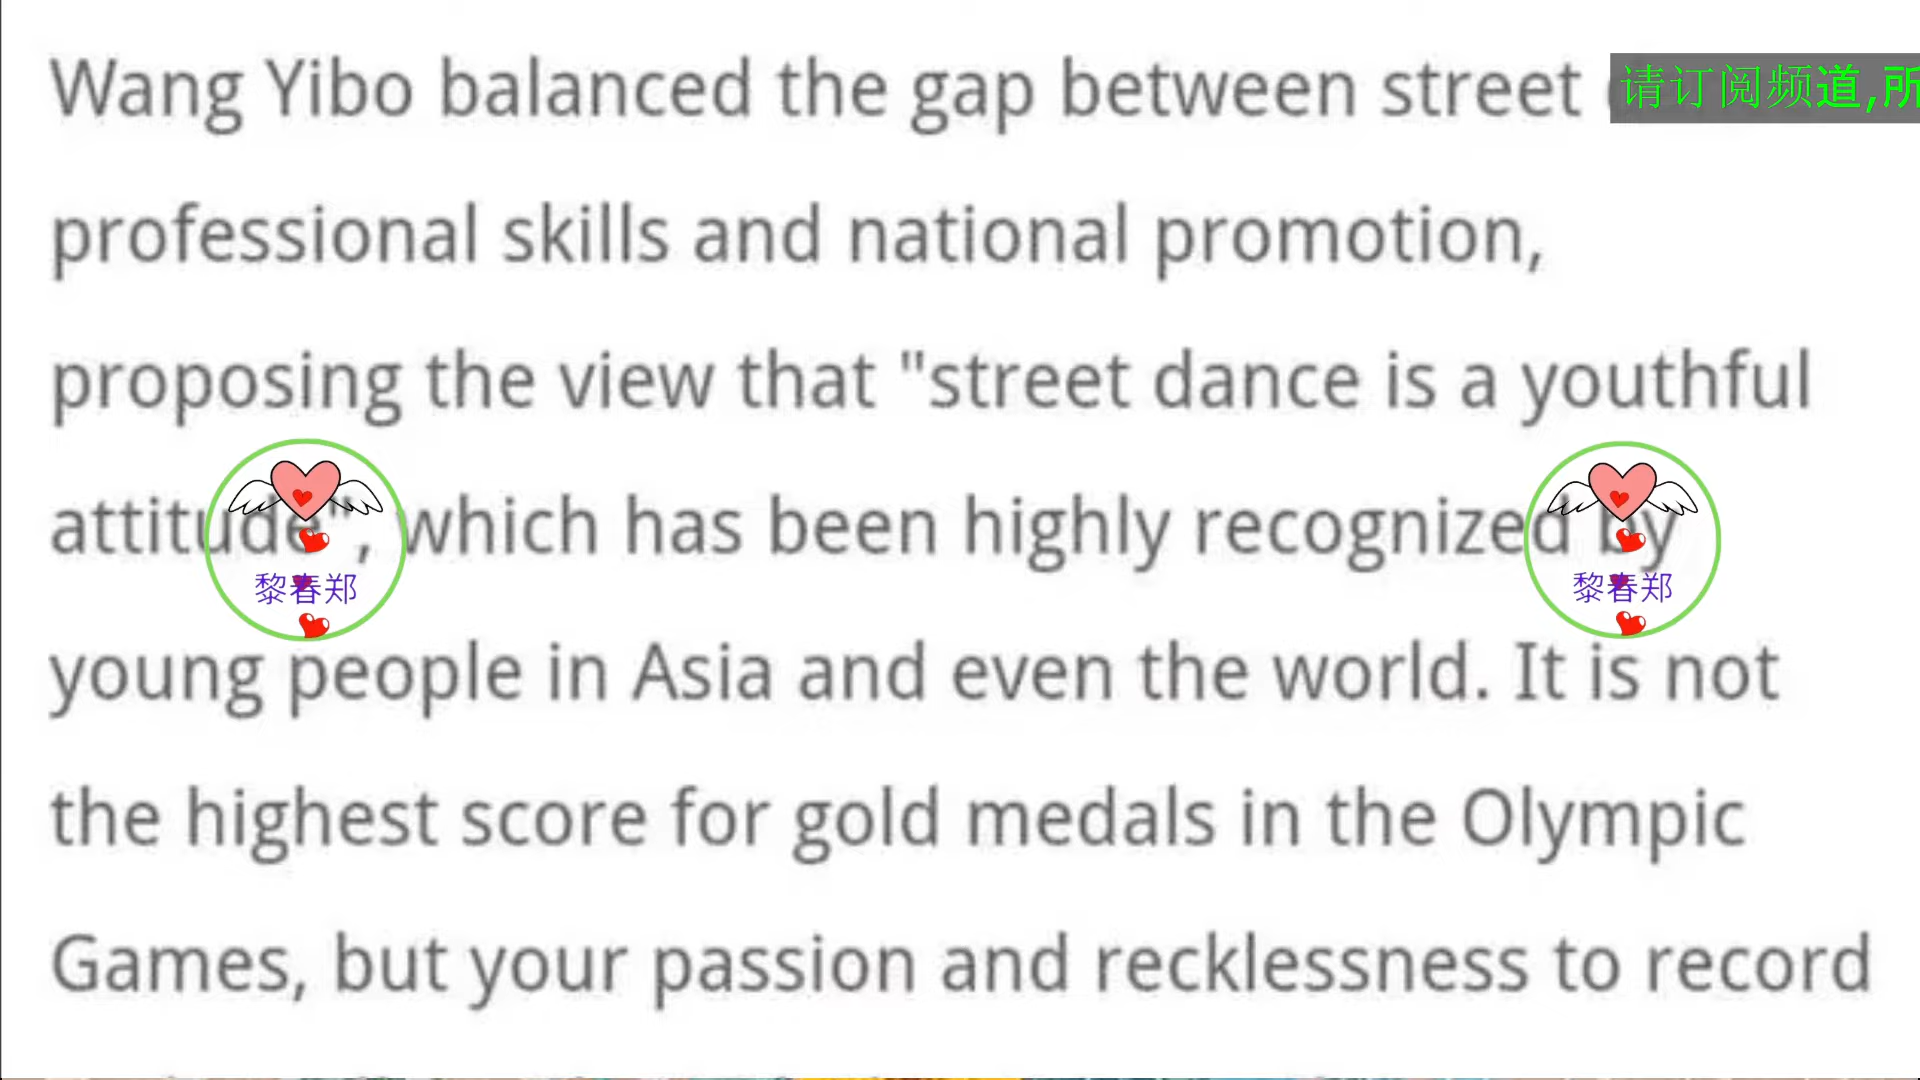 Wang Yibo balanced the gap between street
请订阅频道,所
professional skills and national promotion,
proposing the view that "street dance is a youthful
attitude", which has been highly recognized by
黎春郑
黎春郑
young people in Asia and even the world. It is not
the highest score for gold medals in the Olympic
Games, but your passion and recklessness to record